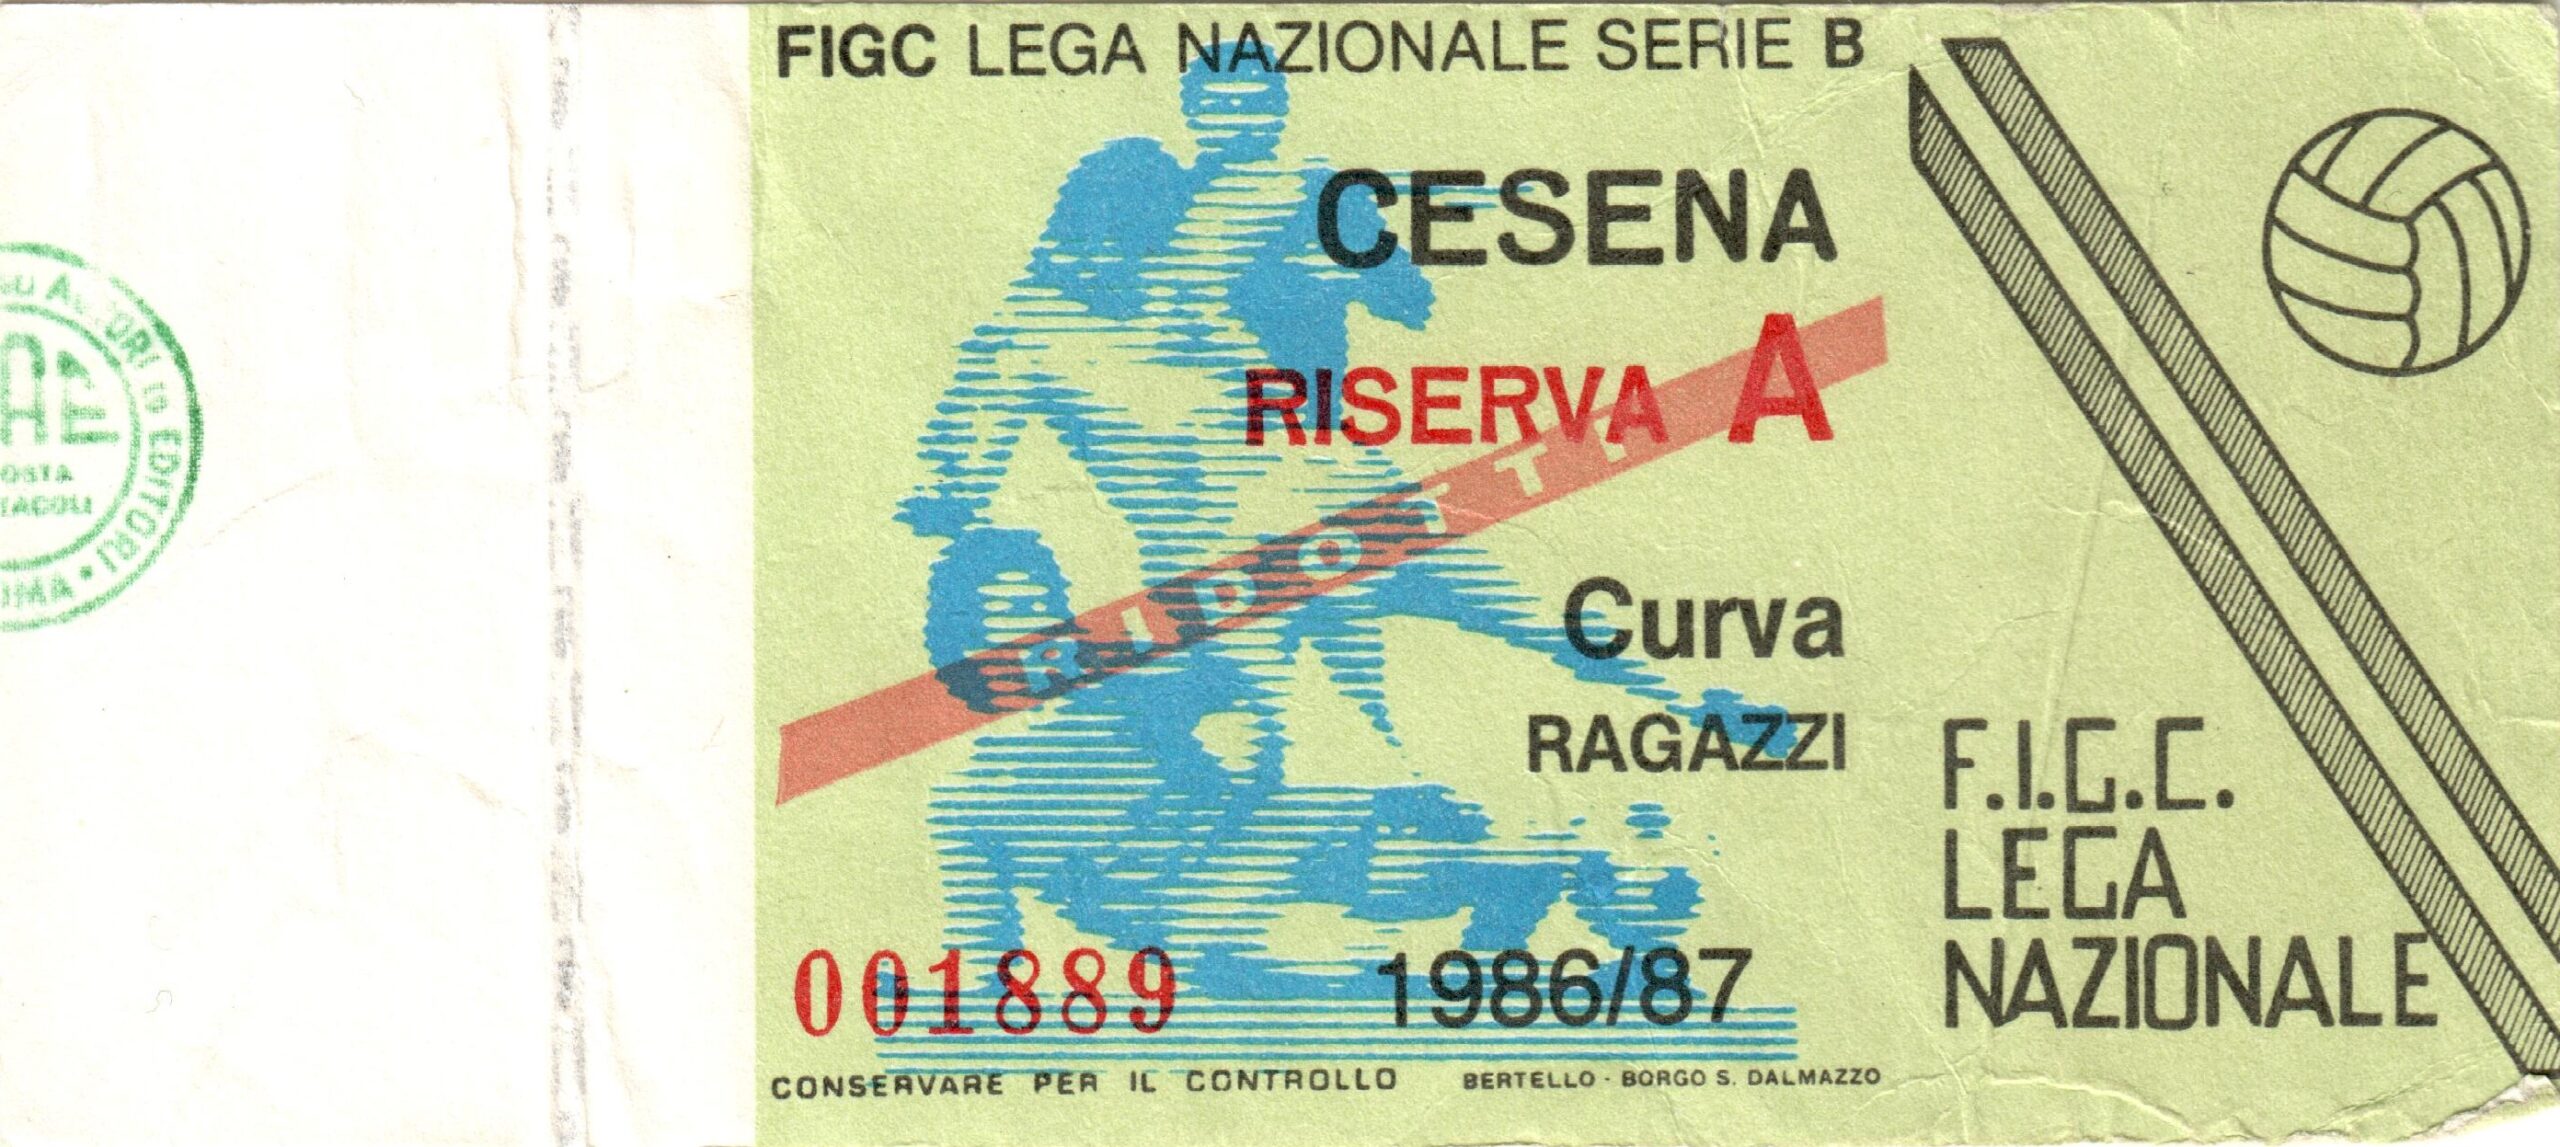 FIGC LEGA NAZIONALE SERIE B
CESENA
RISERVA A
RIDOTTI
Curva
RAGAZZI
001889
1986/87
CONSERVARE PER IL CONTROLLO
BERTELLO - BORGO S. DALMAZZO
F.I.G.C.
LEGA
NAZIONALE
EDITORI